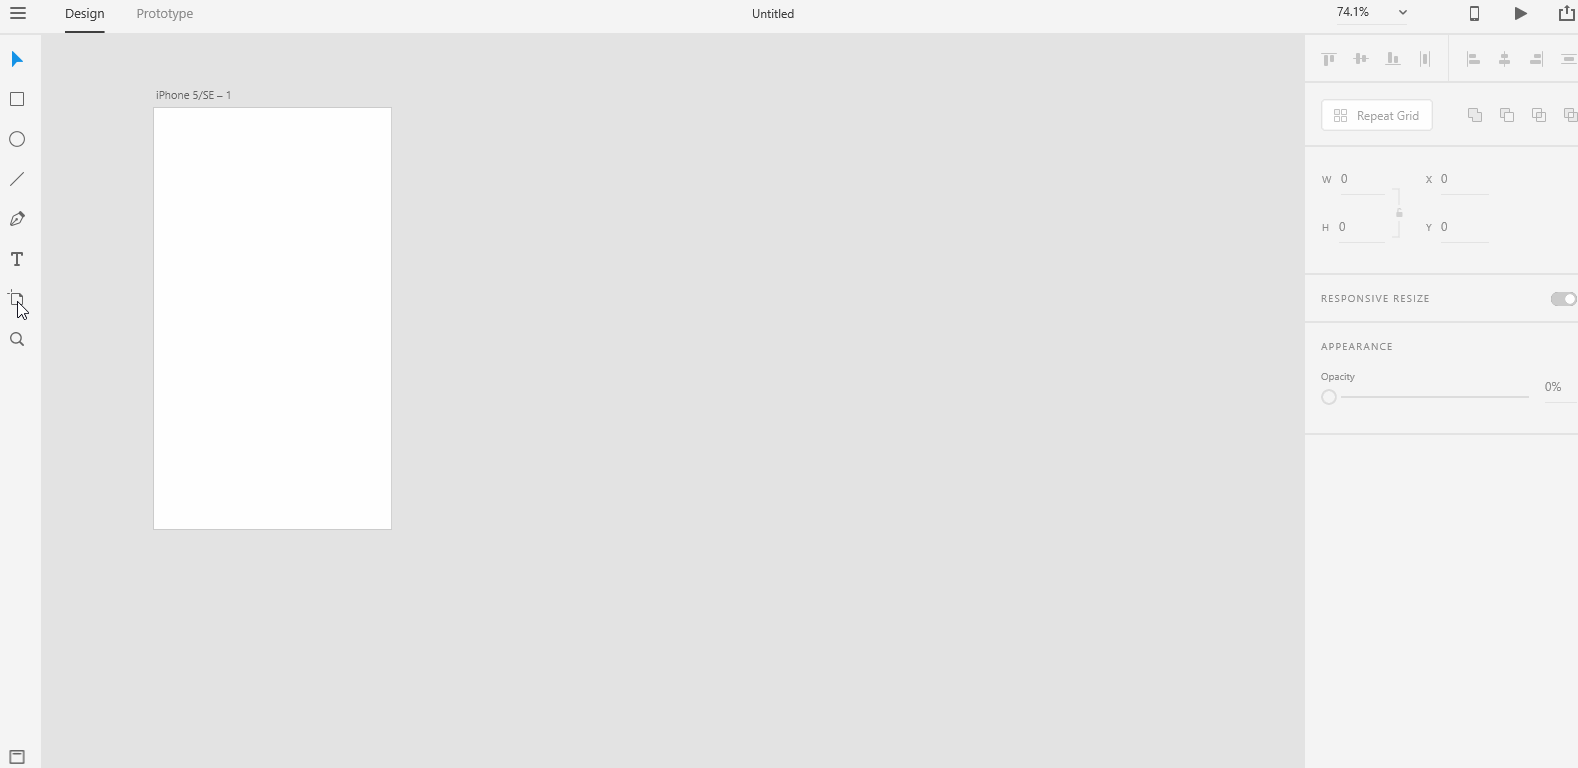 Design Prototype Untitled 74.1%
iPhone 5/SE – 1
Repeat Grid
W 0 X 0
H 0 Y 0
RESPONSIVE RESIZE
APPEARANCE
Opacity
0%